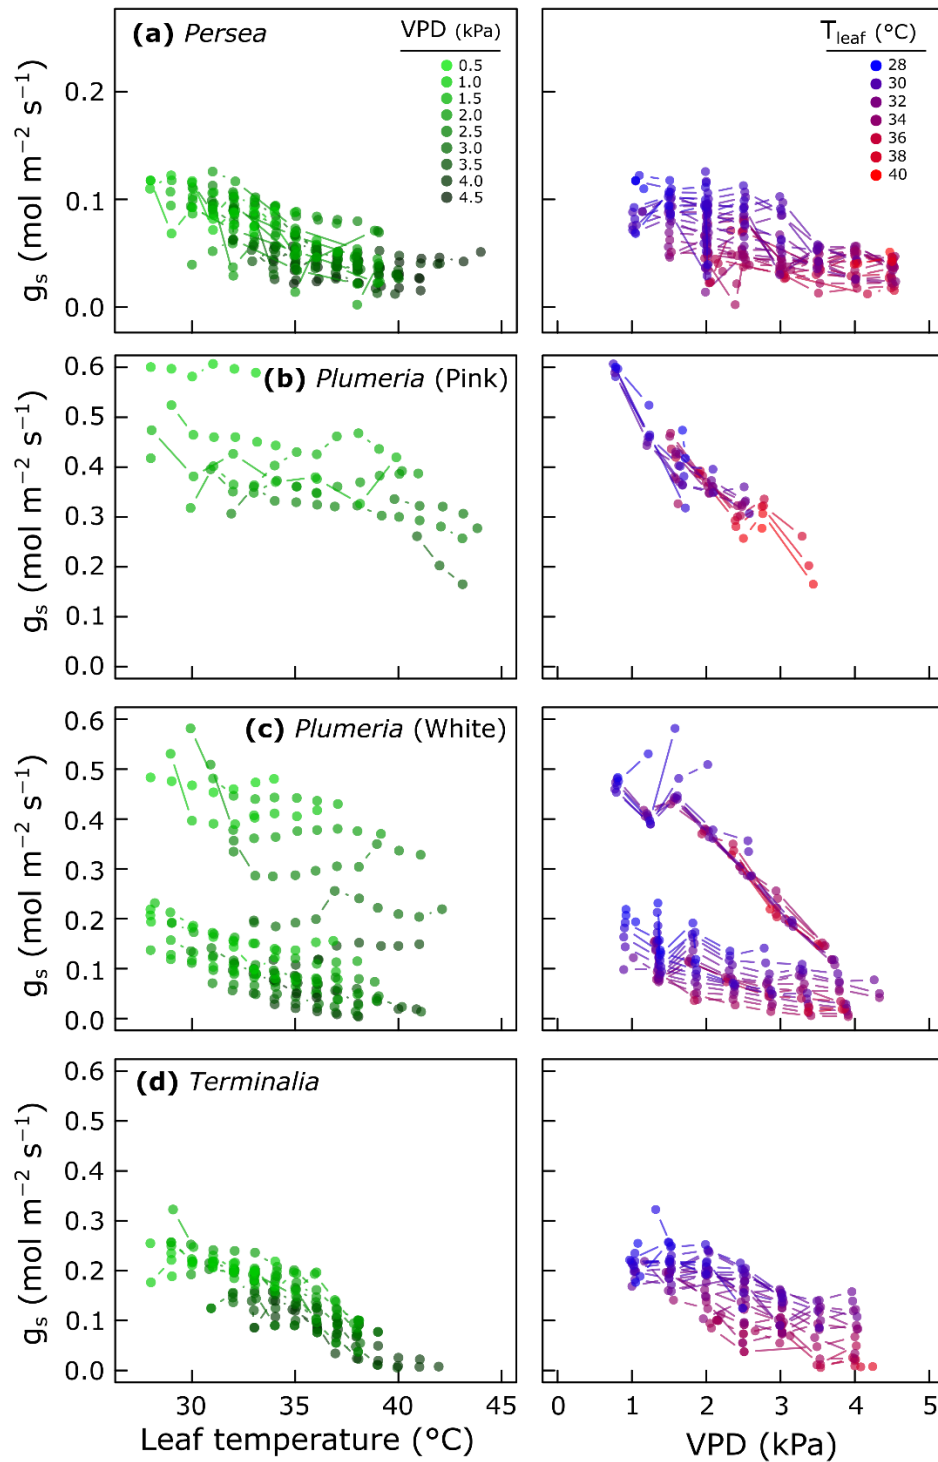 (a) Persea
VPD (kPa)
0.5
1.0
1.5
2.0
2.5
3.0
3.5
4.0
4.5
T_leaf (°C)
28
30
32
34
36
38
40
g_s (mol m⁻² s⁻¹)
0.2
0.1
0.0
(b) Plumeria (Pink)
g_s (mol m⁻² s⁻¹)
0.6
0.5
0.4
0.3
0.2
0.1
0.0
(c) Plumeria (White)
g_s (mol m⁻² s⁻¹)
0.6
0.5
0.4
0.3
0.2
0.1
0.0
(d) Terminalia
g_s (mol m⁻² s⁻¹)
0.6
0.5
0.4
0.3
0.2
0.1
0.0
30 35 40 45
0 1 2 3 4 5
Leaf temperature (°C)
VPD (kPa)